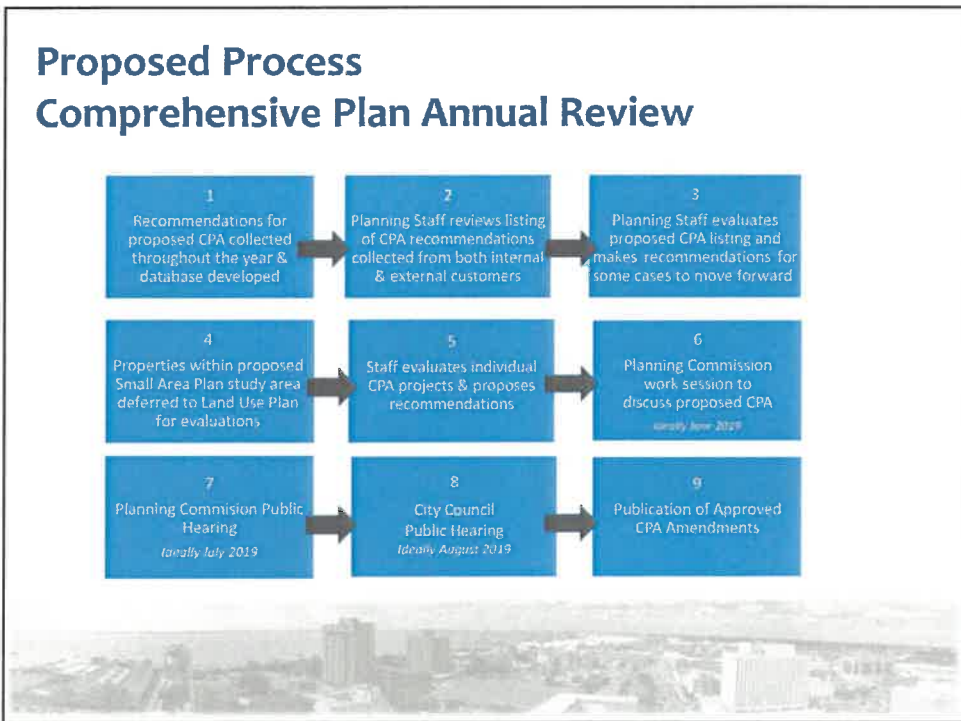 Proposed Process
Comprehensive Plan Annual Review
1
Recommendations for
proposed CPA collected
throughout the year &
database developed
2
Planning Staff reviews listing
of CPA recommendations
collected from both internal
& external customers
3
Planning Staff evaluates
proposed CPA listing and
makes recommendations for
some cases to move forward
4
Properties within proposed
Small Area Plan study area
deferred to Land Use Plan
for evaluations
5
Staff evaluates individual
CPA projects & proposes
recommendations
6
Planning Commission
work session to
discuss proposed CPA
Ideally June 2019
7
Planning Commision Public
Hearing
Ideally July 2019
8
City Council
Public Hearing
Ideally August 2019
9
Publication of Approved
CPA Amendments